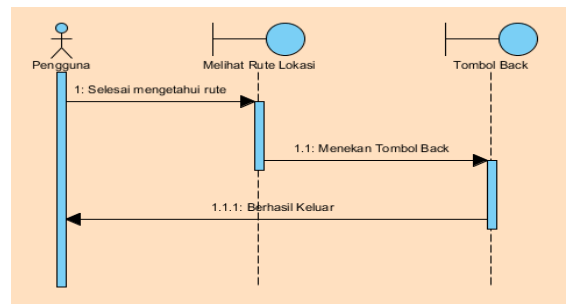 Pengguna
Melihat Rute Lokasi
Tombol Back
1: Selesai mengetahui rute
1.1: Menekan Tombol Back
1.1.1: Berhasil Keluar